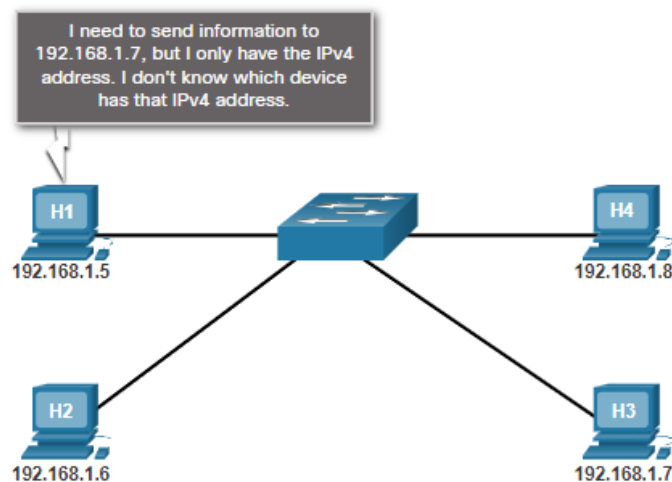 I need to send information to
192.168.1.7, but I only have the IPv4
address. I don't know which device
has that IPv4 address.
H1
H4
192.168.1.5
192.168.1.8
H2
H3
192.168.1.6
192.168.1.7